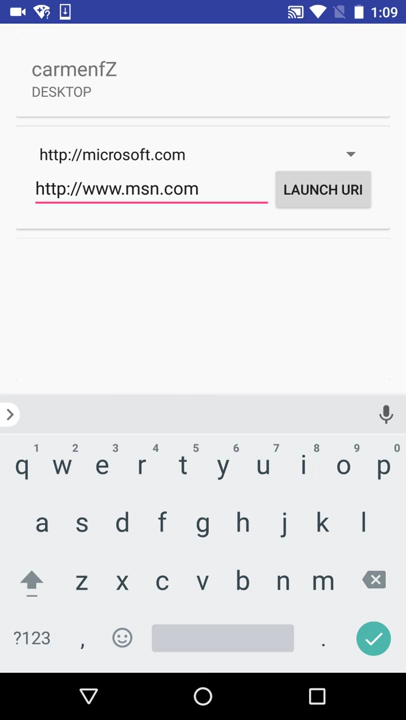 1:09
carmenfZ
DESKTOP
http://microsoft.com
http://www.msn.com LAUNCH URI
1 2 3 4 5 6 7 8 9 0
q w e r t y u i o p
a s d f g h j k l
z x c v b n m
?123 , .